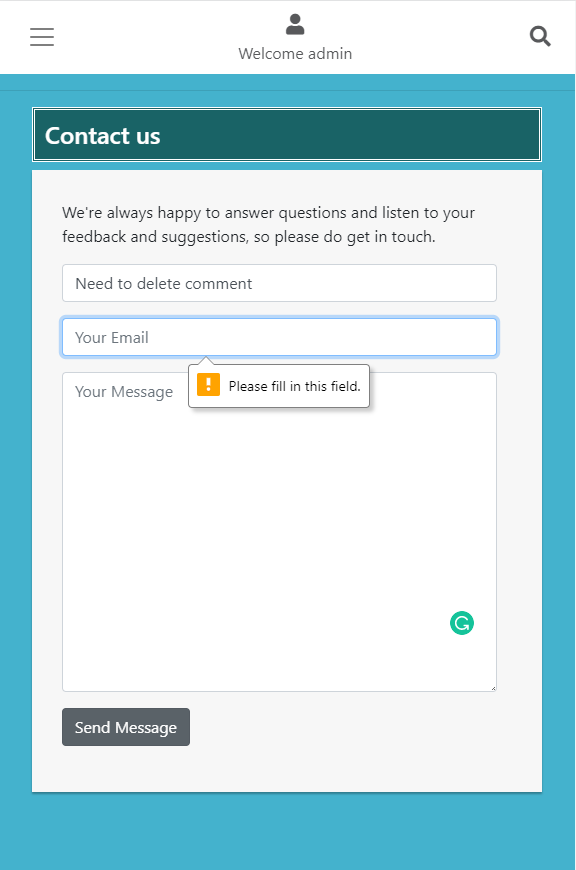 Welcome admin
Contact us
We're always happy to answer questions and listen to your
feedback and suggestions, so please do get in touch.
Need to delete comment
Your Email
Please fill in this field.
Your Message
Send Message